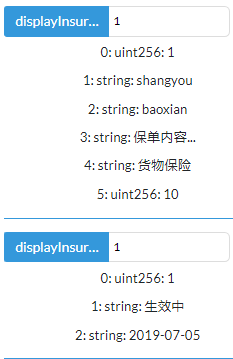 displayInsur... 1
0: uint256: 1
1: string: shangyou
2: string: baoxian
3: string: 保单内容...
4: string: 货物保险
5: uint256: 10
displayInsur... 1
0: uint256: 1
1: string: 生效中
2: string: 2019-07-05